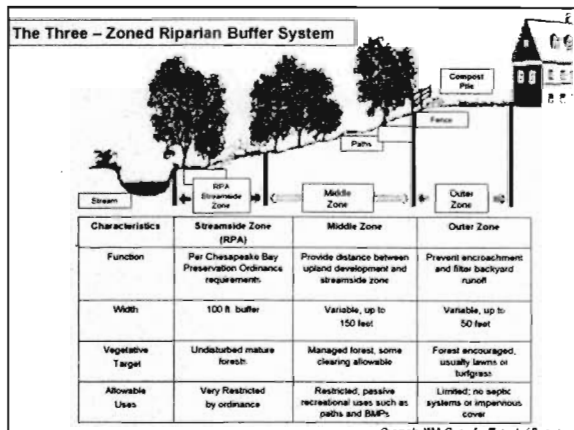 The Three – Zoned Riparian Buffer System
Compost
Pile
Fence
Paths
Stream
RPA
Streamside
Zone
Middle
Zone
Outer
Zone
Characteristics
Streamside Zone
(RPA)
Middle Zone
Outer Zone
Function
Per Chesapeake Bay
Preservation Ordinance
requirements
Provide distance between
upland development and
streamside zone
Prevent encroachment
and filter backyard
runoff
Width
100 ft. buffer
Variable, up to
150 feet
Variable, up to
50 feet
Vegetative
Target
Undisturbed mature
forests
Managed forest, some
clearing allowable
Forest encouraged,
usually lawns or
turfgrass
Allowable
Uses
Very Restricted
by ordinance
Restricted, passive
recreational uses such as
paths and BMPs
Limited; no septic
systems or impervious
cover